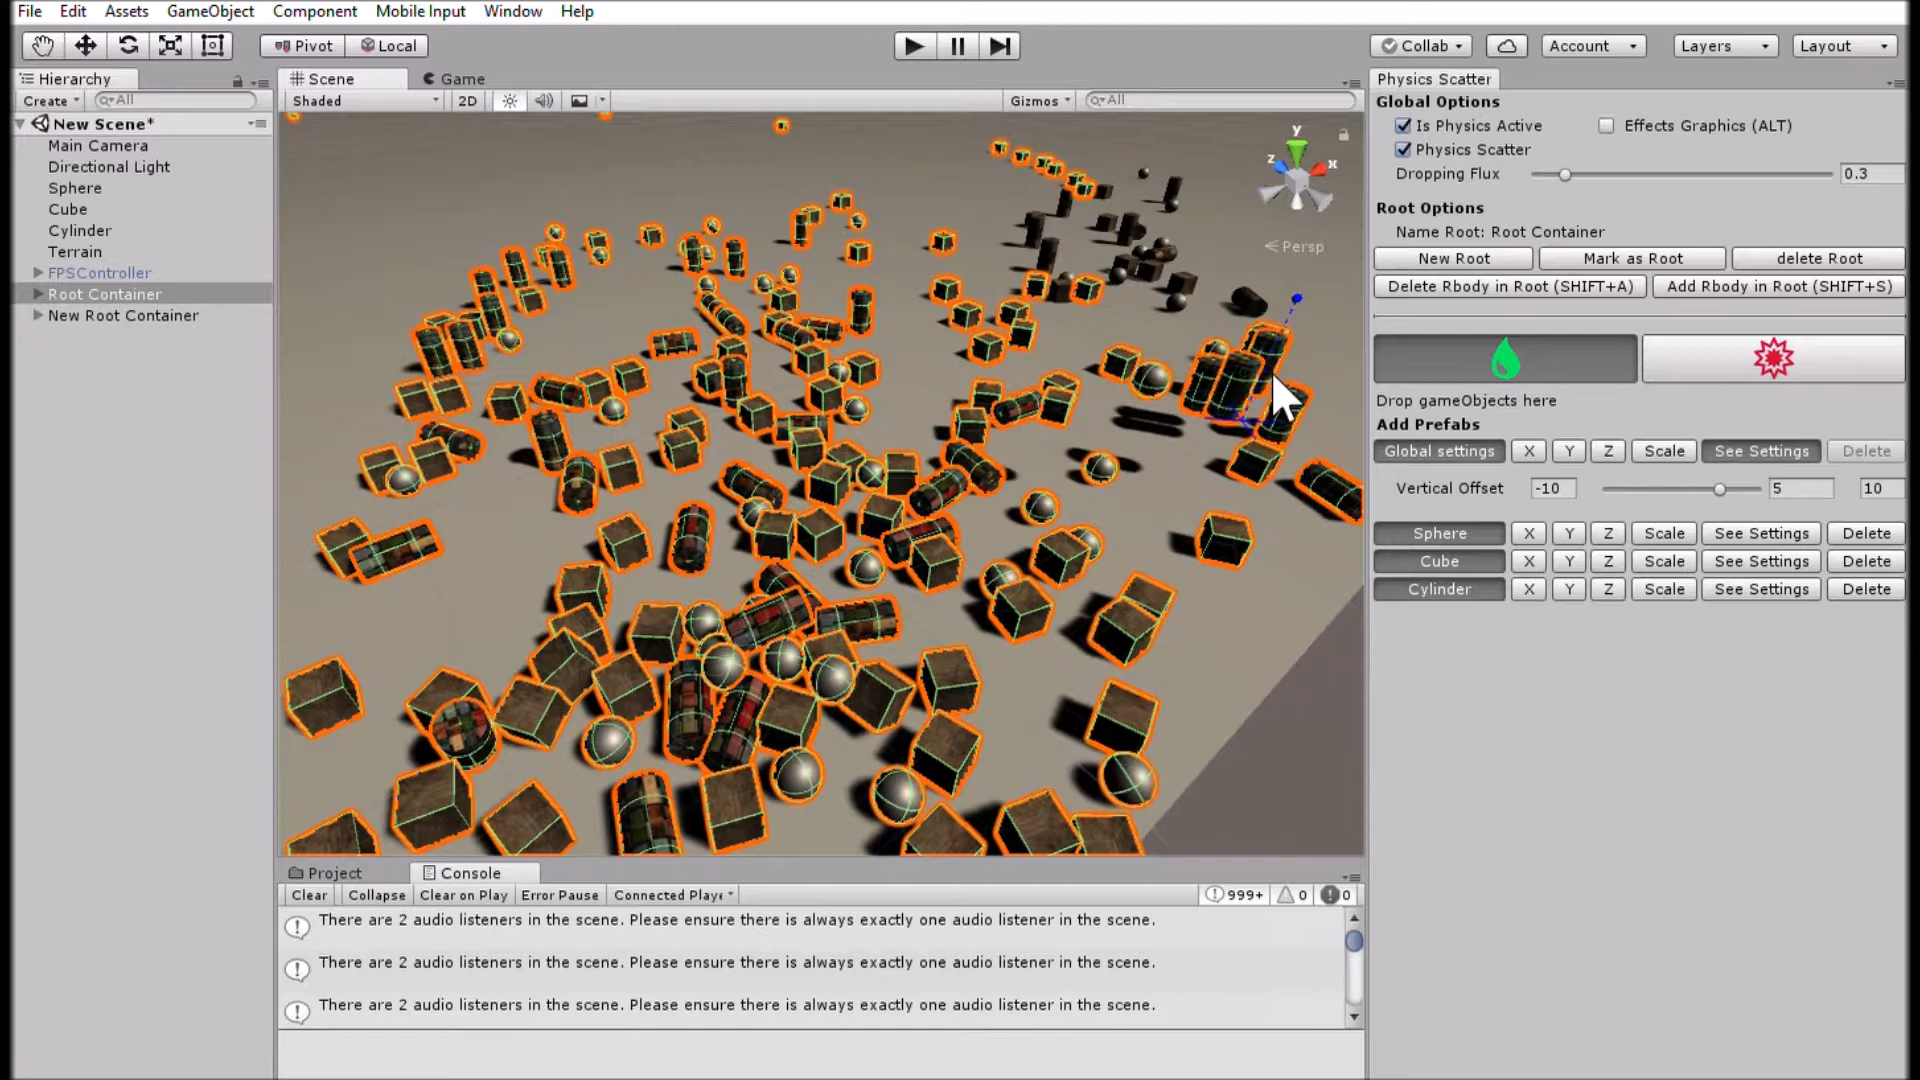 File Edit Assets GameObject Component Mobile Input Window Help
Pivot Local Collab Account Layers Layout
Hierarchy Scene Game Physics Scatter
Create All Shaded 2D Gizmos All Global Options
New Scene* Is Physics Active Effects Graphics (ALT)
Main Camera Physics Scatter
Directional Light Dropping Flux 0.3
Sphere
Cube Root Options
Cylinder Name Root: Root Container
Terrain New Root Mark as Root delete Root
FPSController Delete Rbody in Root (SHIFT+A) Add Rbody in Root (SHIFT+S)
Root Container
New Root Container
y
z x
Persp
Drop gameObjects here
Add Prefabs
Global settings X Y Z Scale See Settings Delete
Vertical Offset -10 5 10
Sphere X Y Z Scale See Settings Delete
Cube X Y Z Scale See Settings Delete
Cylinder X Y Z Scale See Settings Delete
Project Console
Clear Collapse Clear on Play Error Pause Connected Playe 999+ 0 0
There are 2 audio listeners in the scene. Please ensure there is always exactly one audio listener in the scene.
There are 2 audio listeners in the scene. Please ensure there is always exactly one audio listener in the scene.
There are 2 audio listeners in the scene. Please ensure there is always exactly one audio listener in the scene.